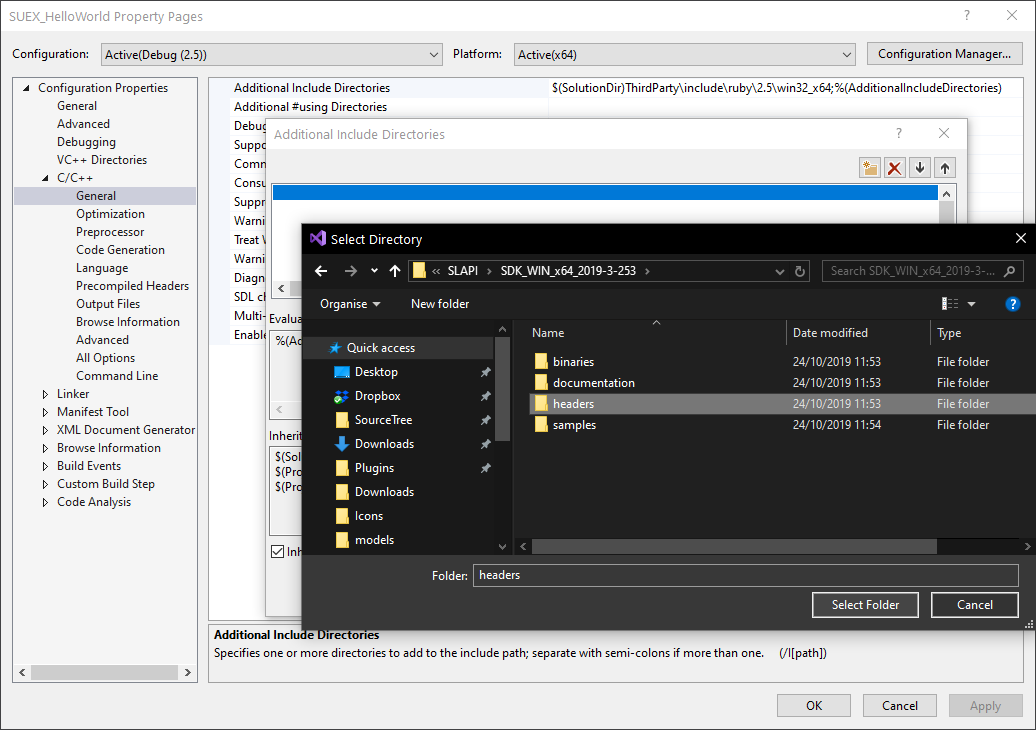 SUEX_HelloWorld Property Pages
Configuration: Active(Debug (2.5)) Platform: Active(x64) Configuration Manager...
Configuration Properties
General
Advanced
Debugging
VC++ Directories
C/C++
General
Optimization
Preprocessor
Code Generation
Language
Precompiled Headers
Output Files
Browse Information
Advanced
All Options
Command Line
Linker
Manifest Tool
XML Document Generator
Browse Information
Build Events
Custom Build Step
Code Analysis
Additional Include Directories $(SolutionDir)ThirdParty\include\ruby\2.5\win32_x64;%(AdditionalIncludeDirectories)
Additional #using Directories
Debug
Suppo
Comm
Consu
Suppr
Warni
Treat W
Warni
Diagn
SDL ch
Multi-
Enable
Additional Include Directories
Evalua
%(Ad
Inherit
$(Sol
$(Pro
$(Pro
Inh
Select Directory
« SLAPI › SDK_WIN_x64_2019-3-253 ›
Search SDK_WIN_x64_2019-3-...
Organise New folder
Quick access
Desktop
Dropbox
SourceTree
Downloads
Plugins
Downloads
Icons
models
Name Date modified Type
binaries 24/10/2019 11:53 File folder
documentation 24/10/2019 11:53 File folder
headers 24/10/2019 11:53 File folder
samples 24/10/2019 11:54 File folder
Folder: headers
Select Folder Cancel
Additional Include Directories
Specifies one or more directories to add to the include path; separate with semi-colons if more than one. (/I[path])
OK Cancel Apply